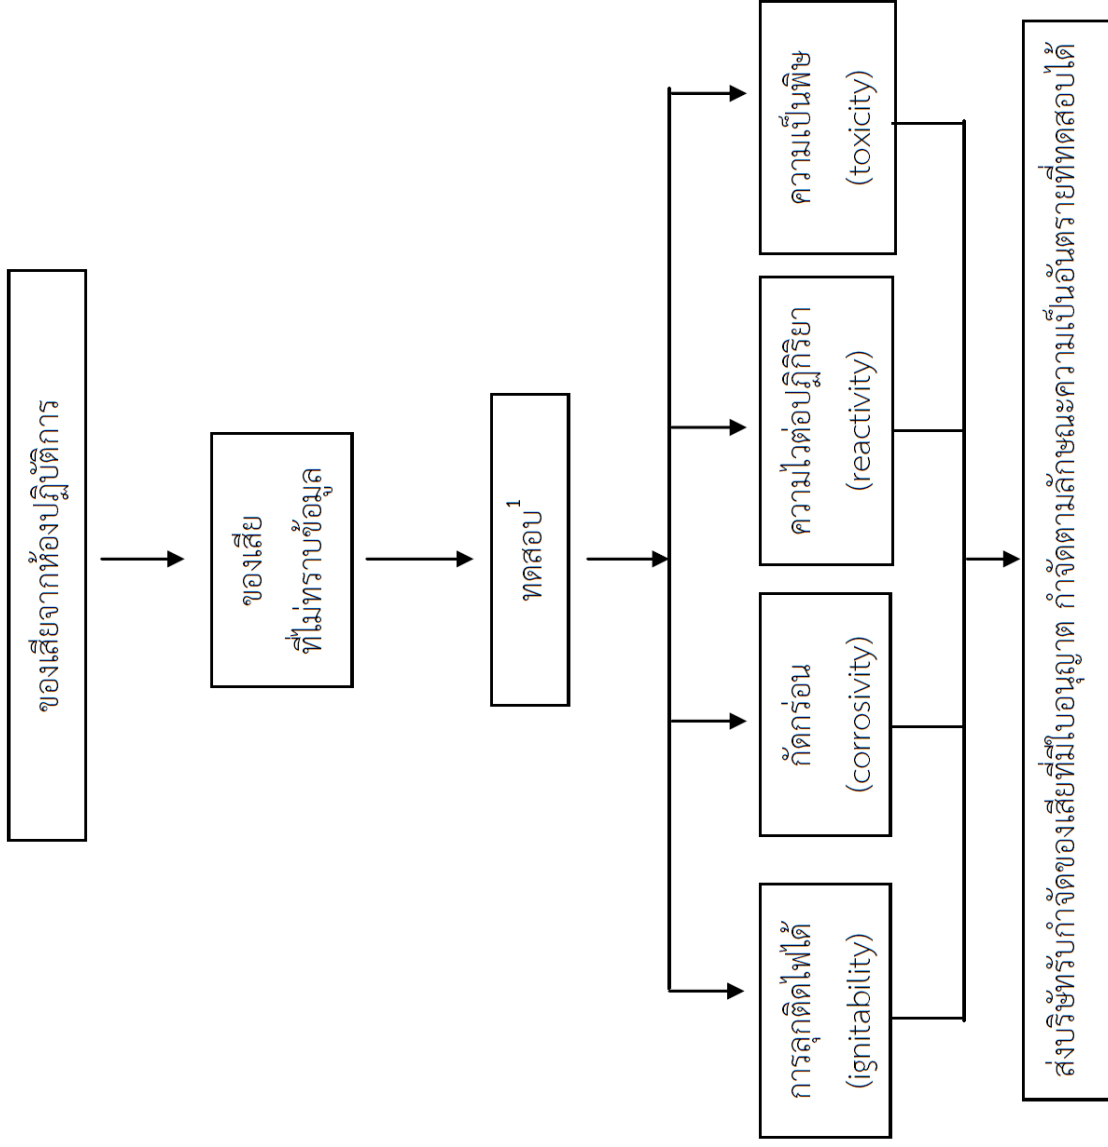 ของเสียจากห้องปฏิบัติการ
ของเสีย
ที่ไม่ทราบข้อมูล
ทดสอบ¹
การลุกติดไฟได้
(ignitability)
กัดกร่อน
(corrosivity)
ความไวต่อปฏิกิริยา
(reactivity)
ความเป็นพิษ
(toxicity)
ส่งบริษัทรับกำจัดของเสียที่มีใบอนุญาต กำจัดตามลักษณะความเป็นอันตรายที่ทดสอบได้